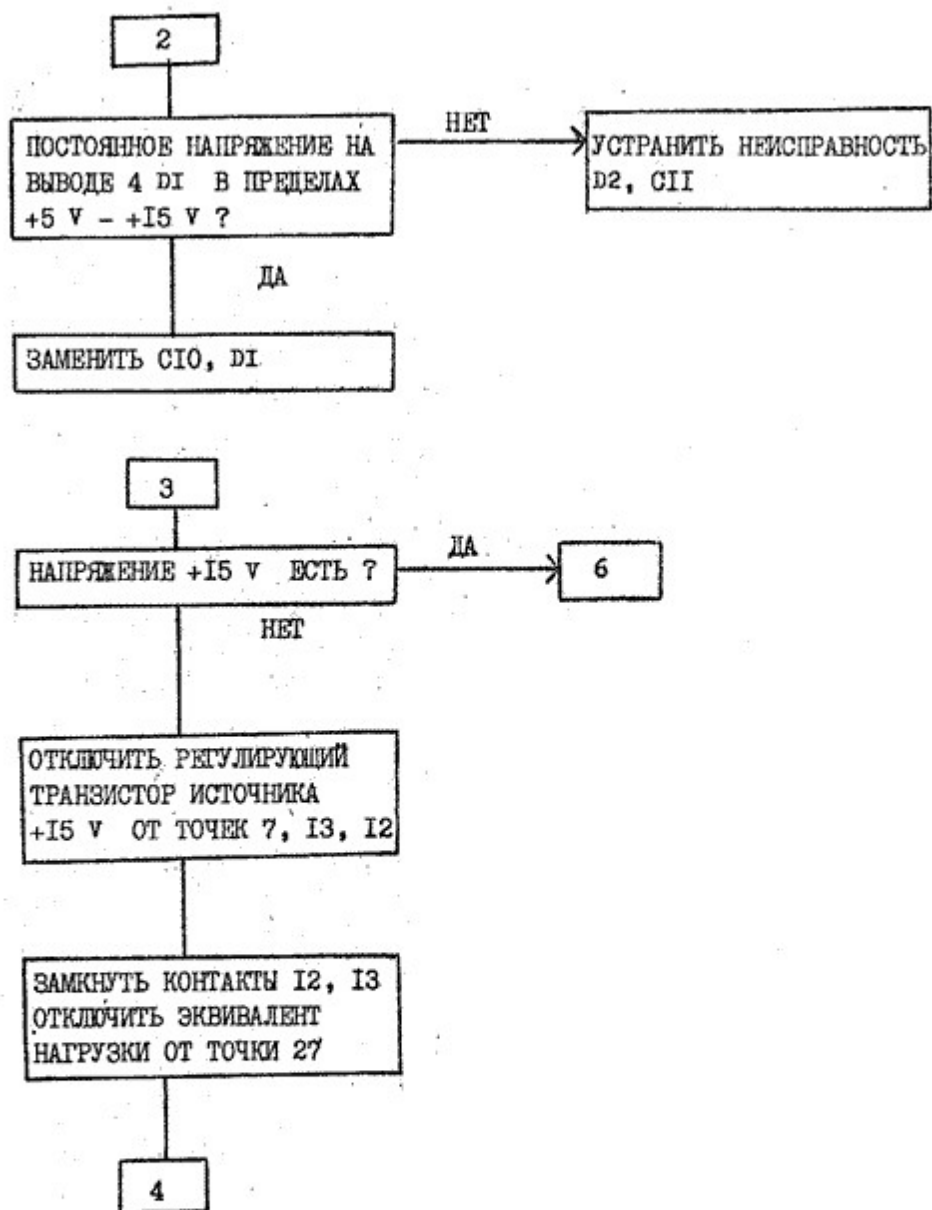 2
ПОСТОЯННОЕ НАПРЯЖЕНИЕ НА
ВЫВОДЕ 4 DI В ПРЕДЕЛАХ
+5 V – +I5 V ?
НЕТ
УСТРАНИТЬ НЕИСПРАВНОСТЬ
D2, CII
ДА
ЗАМЕНИТЬ CIO, DI
3
НАПРЯЖЕНИЕ +I5 V ЕСТЬ ?
ДА
6
НЕТ
ОТКЛЮЧИТЬ РЕГУЛИРУЮЩИЙ
ТРАНЗИСТОР ИСТОЧНИКА
+I5 V ОТ ТОЧЕК 7, I3, I2
ЗАМКНУТЬ КОНТАКТЫ I2, I3
ОТКЛЮЧИТЬ ЭКВИВАЛЕНТ
НАГРУЗКИ ОТ ТОЧКИ 27
4